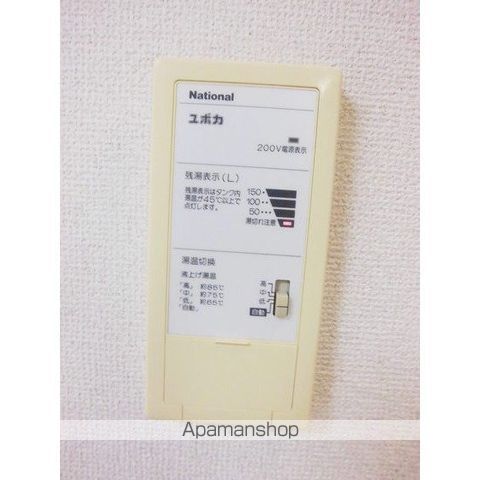 National
ユポカ
200V電源表示
残湯表示(L)
残湯表示はタンク内
湯温が45℃以上で
点灯します。
150
100
50
湯切れ注意
湯温切換
沸上げ湯温
「高」 約85℃
「中」 約75℃
「低」 約65℃
「自動」
高
中
低
自動
Apamanshop